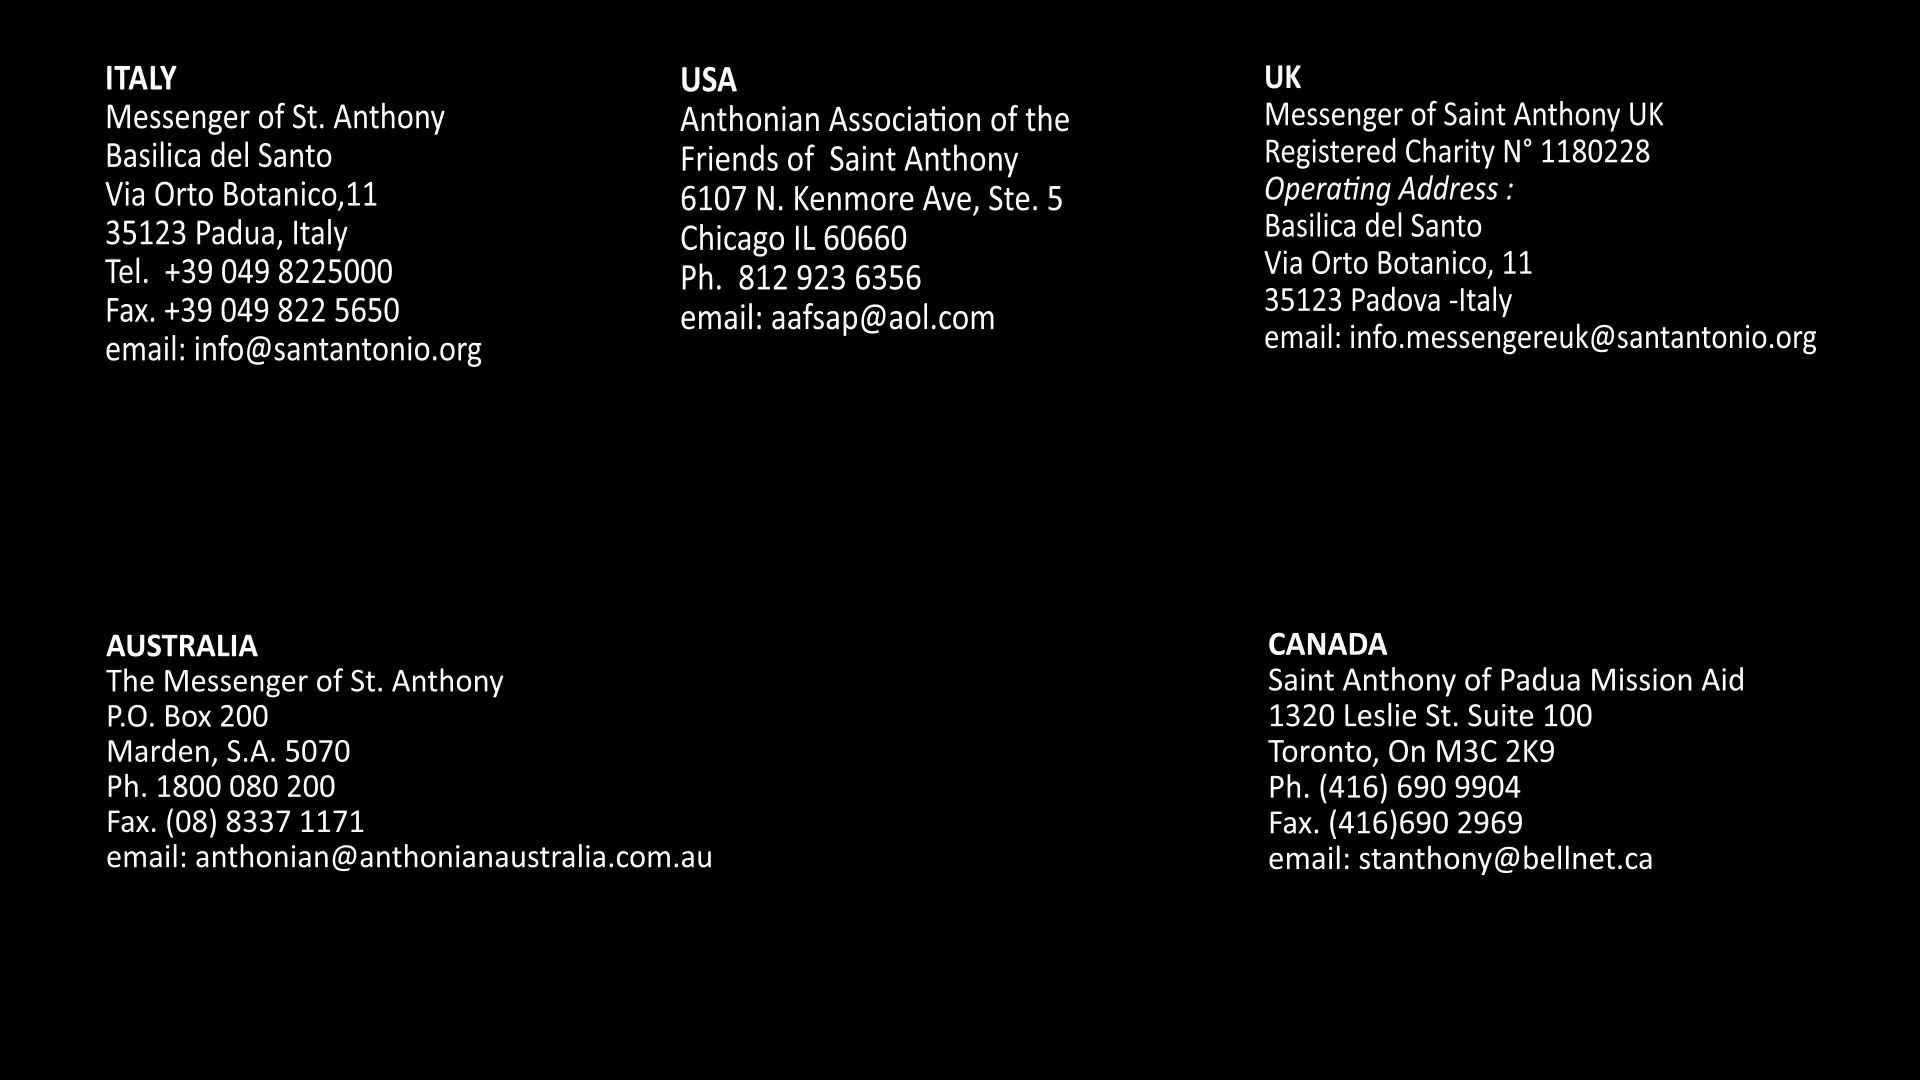 ITALY
Messenger of St. Anthony
Basilica del Santo
Via Orto Botanico,11
35123 Padua, Italy
Tel.  +39 049 8225000
Fax. +39 049 822 5650
email: info@santantonio.org
USA
Anthonian Association of the
Friends of  Saint Anthony
6107 N. Kenmore Ave, Ste. 5
Chicago IL 60660
Ph.  812 923 6356
email: aafsap@aol.com
UK
Messenger of Saint Anthony UK
Registered Charity N° 1180228
Operating Address :
Basilica del Santo
Via Orto Botanico, 11
35123 Padova -Italy
email: info.messengereuk@santantonio.org
AUSTRALIA
The Messenger of St. Anthony
P.O. Box 200
Marden, S.A. 5070
Ph. 1800 080 200
Fax. (08) 8337 1171
email: anthonian@anthonianaustralia.com.au
CANADA
Saint Anthony of Padua Mission Aid
1320 Leslie St. Suite 100
Toronto, On M3C 2K9
Ph. (416) 690 9904
Fax. (416)690 2969
email: stanthony@bellnet.ca